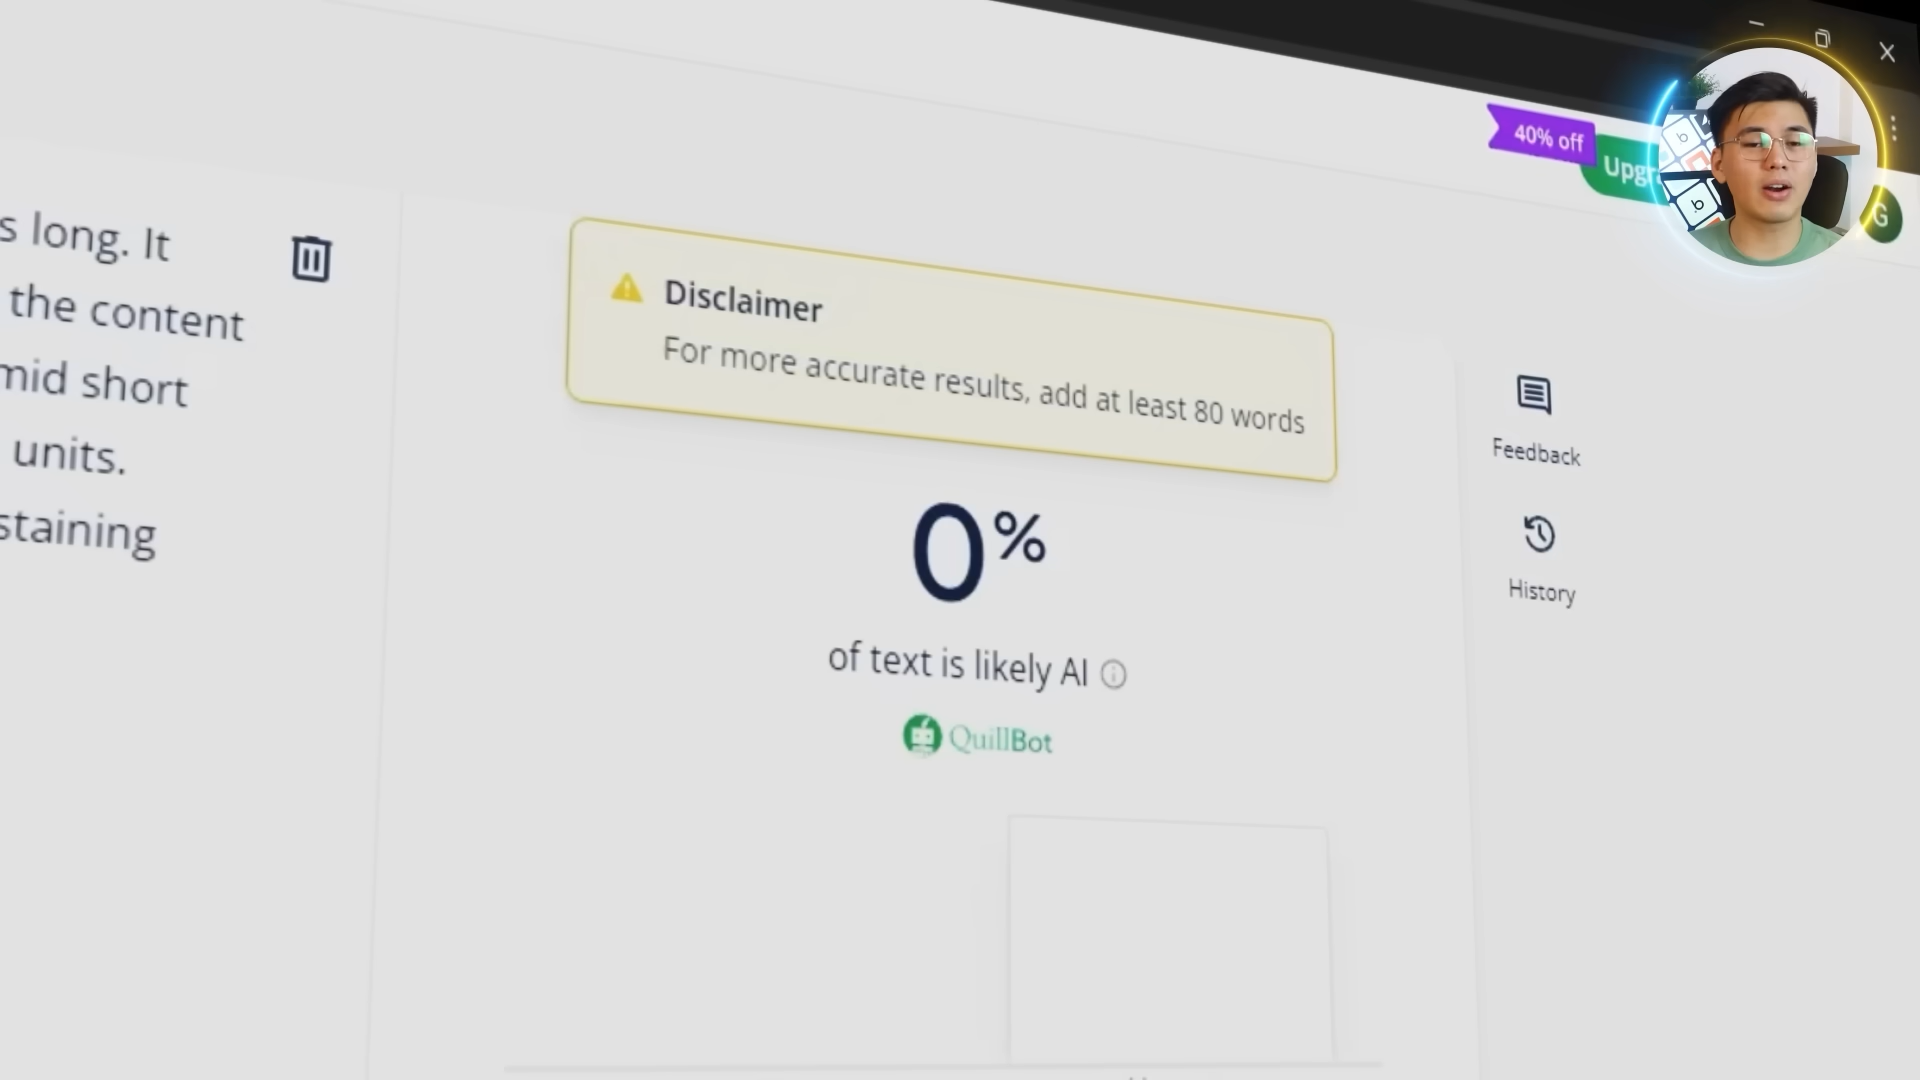 40% off
Upgr
G
s long. It
the content
mid short
units.
staining
Disclaimer
For more accurate results, add at least 80 words
0%
of text is likely AI
QuillBot
Feedback
History